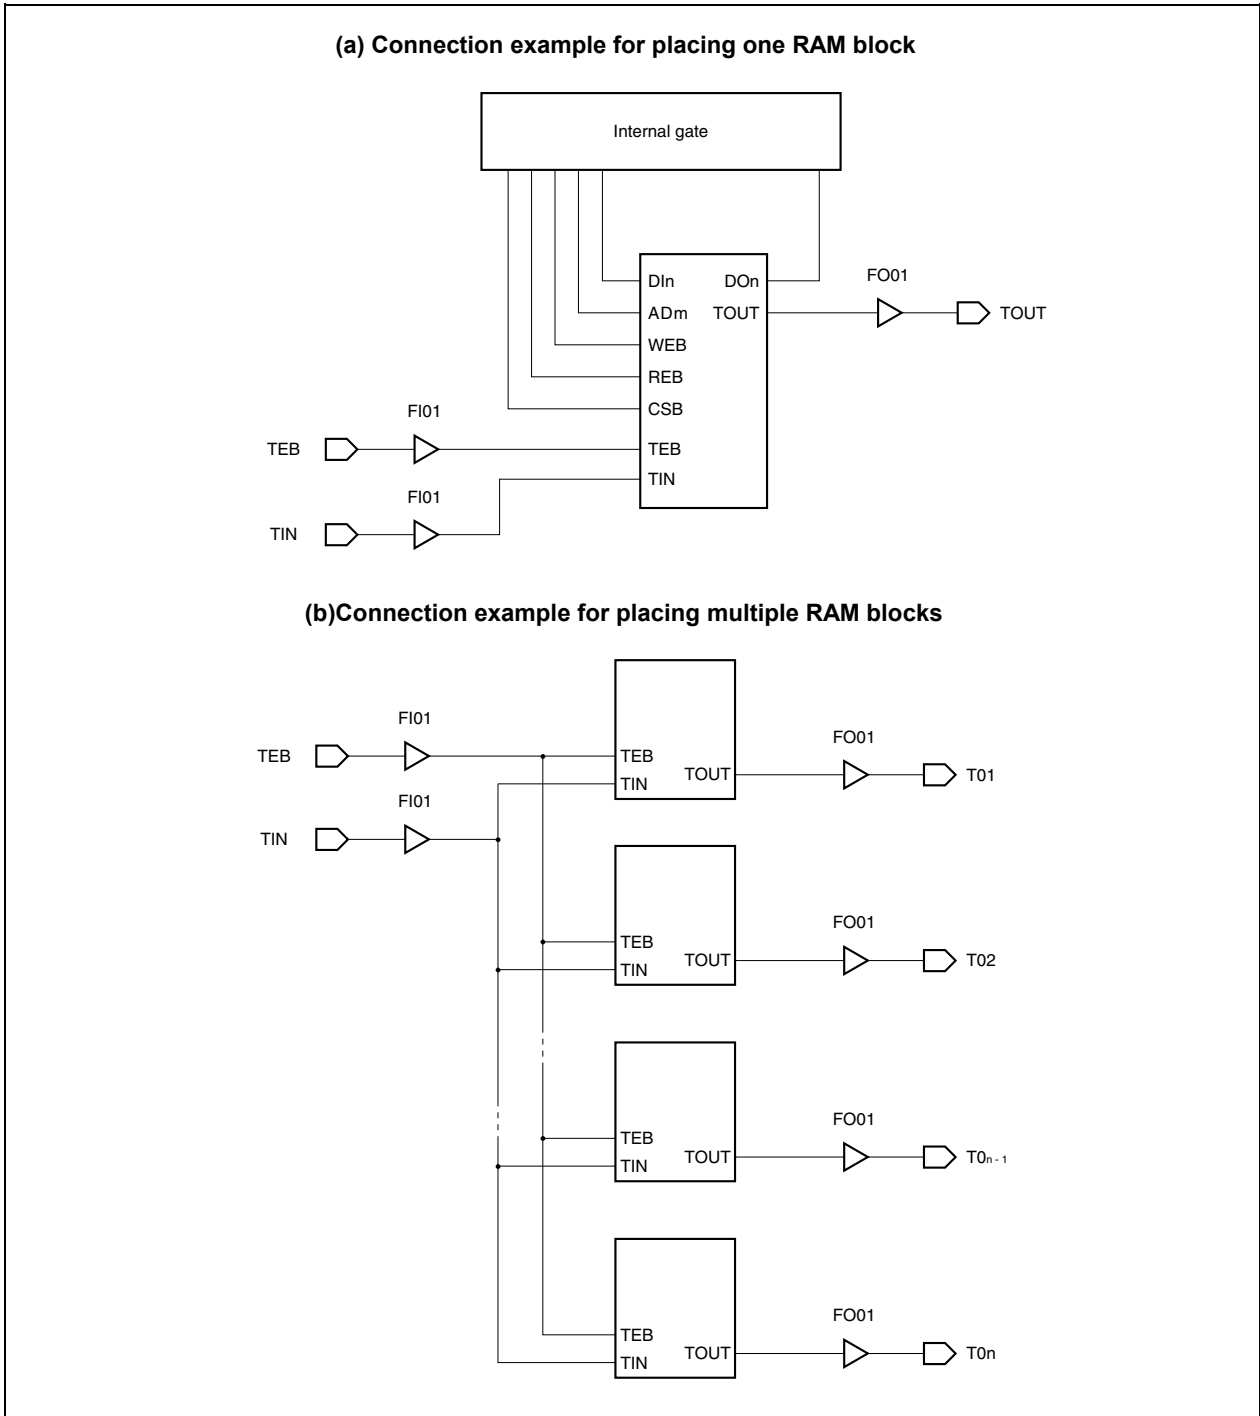 (a) Connection example for placing one RAM block
Internal gate
DIn DOn
FO01
ADm TOUT TOUT
WEB
REB
FI01
CSB
TEB TEB
FI01
TIN
TIN
(b)Connection example for placing multiple RAM blocks
FI01
FO01
TEB TEB
TOUT T01
TIN
FI01
TIN
FO01
TEB
TOUT T02
TIN
FO01
TEB
TOUT T0n - 1
TIN
FO01
TEB
TOUT T0n
TIN